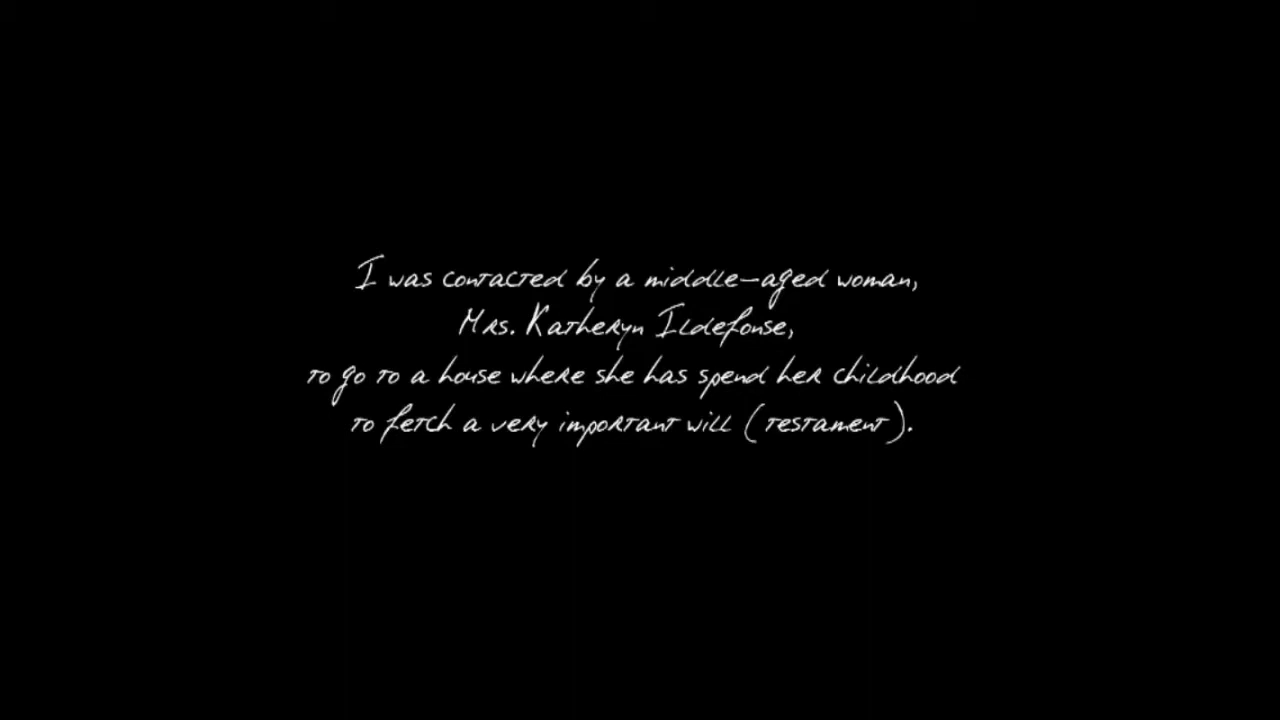 I was contacted by a middle-aged woman,
Mrs. Katheryn Ildefonse,
to go to a house where she has spend her childhood
to fetch a very important will (testament).